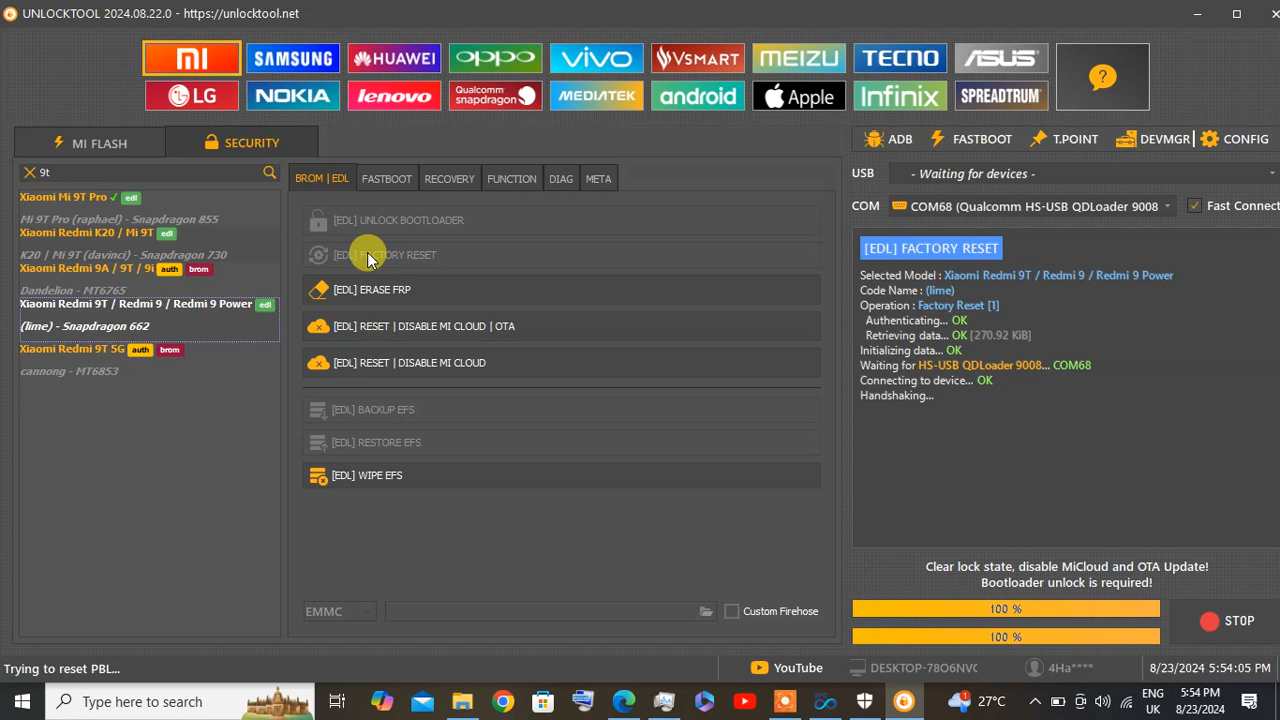 UNLOCKTOOL 2024.08.22.0 - https://unlocktool.net
MI
SAMSUNG
HUAWEI
oppo
vivo
VSMART
MEIZU
TECNO
ASUS
?
LG
NOKIA
lenovo
Qualcomm
snapdragon
MEDIATEK
android
Apple
Infinix
SPREADTRUM
MI FLASH
SECURITY
ADB
FASTBOOT
T.POINT
DEVMGR
CONFIG
9t
BROM | EDL
FASTBOOT
RECOVERY
FUNCTION
DIAG
META
USB
- Waiting for devices -
COM
COM68 (Qualcomm HS-USB QDLoader 9008
Fast Connect
Xiaomi Mi 9T Pro ✓ edl
Mi 9T Pro (raphael) - Snapdragon 855
Xiaomi Redmi K20 / Mi 9T edl
K20 / Mi 9T (davinci) - Snapdragon 730
Xiaomi Redmi 9A / 9T / 9i auth brom
Dandelion - MT6765
Xiaomi Redmi 9T / Redmi 9 / Redmi 9 Power edl
(lime) - Snapdragon 662
Xiaomi Redmi 9T 5G auth brom
cannong - MT6853
[EDL] UNLOCK BOOTLOADER
[EDL] FACTORY RESET
[EDL] ERASE FRP
[EDL] RESET | DISABLE MI CLOUD | OTA
[EDL] RESET | DISABLE MI CLOUD
[EDL] BACKUP EFS
[EDL] RESTORE EFS
[EDL] WIPE EFS
EMMC
Custom Firehose
[EDL] FACTORY RESET
Selected Model : Xiaomi Redmi 9T / Redmi 9 / Redmi 9 Power
Code Name : (lime)
Operation : Factory Reset [1]
Authenticating... OK
Retrieving data... OK [270.92 KiB]
Initializing data... OK
Waiting for HS-USB QDLoader 9008... COM68
Connecting to device... OK
Handshaking...
Clear lock state, disable MiCloud and OTA Update!
Bootloader unlock is required!
100 %
100 %
STOP
Trying to reset PBL...
YouTube
DESKTOP-78O6NVC
4Ha****
8/23/2024 5:54:05 PM
Type here to search
1
27°C
ENG
UK
5:54 PM
8/23/2024